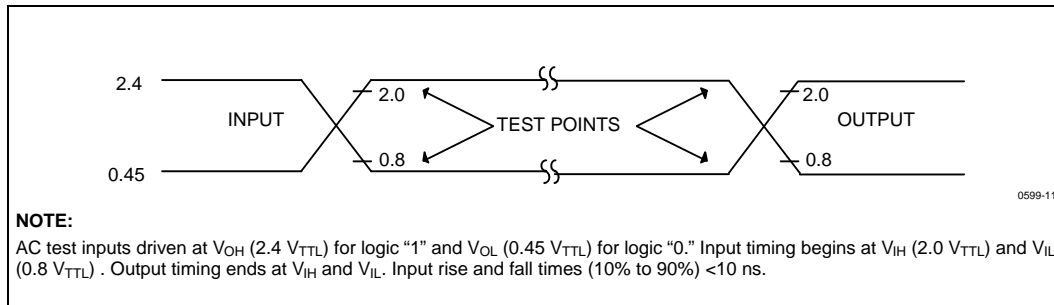 2.4
2.0
2.0
INPUT
TEST POINTS
OUTPUT
0.8
0.8
0.45
0599-11
NOTE:
AC test inputs driven at VOH (2.4 VTTL) for logic “1” and VOL (0.45 VTTL) for logic “0.” Input timing begins at VIH (2.0 VTTL) and VIL
(0.8 VTTL) . Output timing ends at VIH and VIL. Input rise and fall times (10% to 90%) <10 ns.